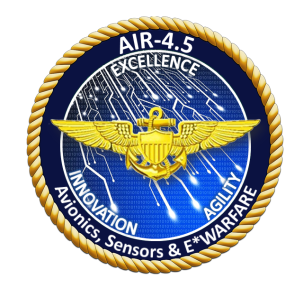 AIR-4.5
EXCELLENCE
INNOVATION
AGILITY
Avionics, Sensors & E*WARFARE